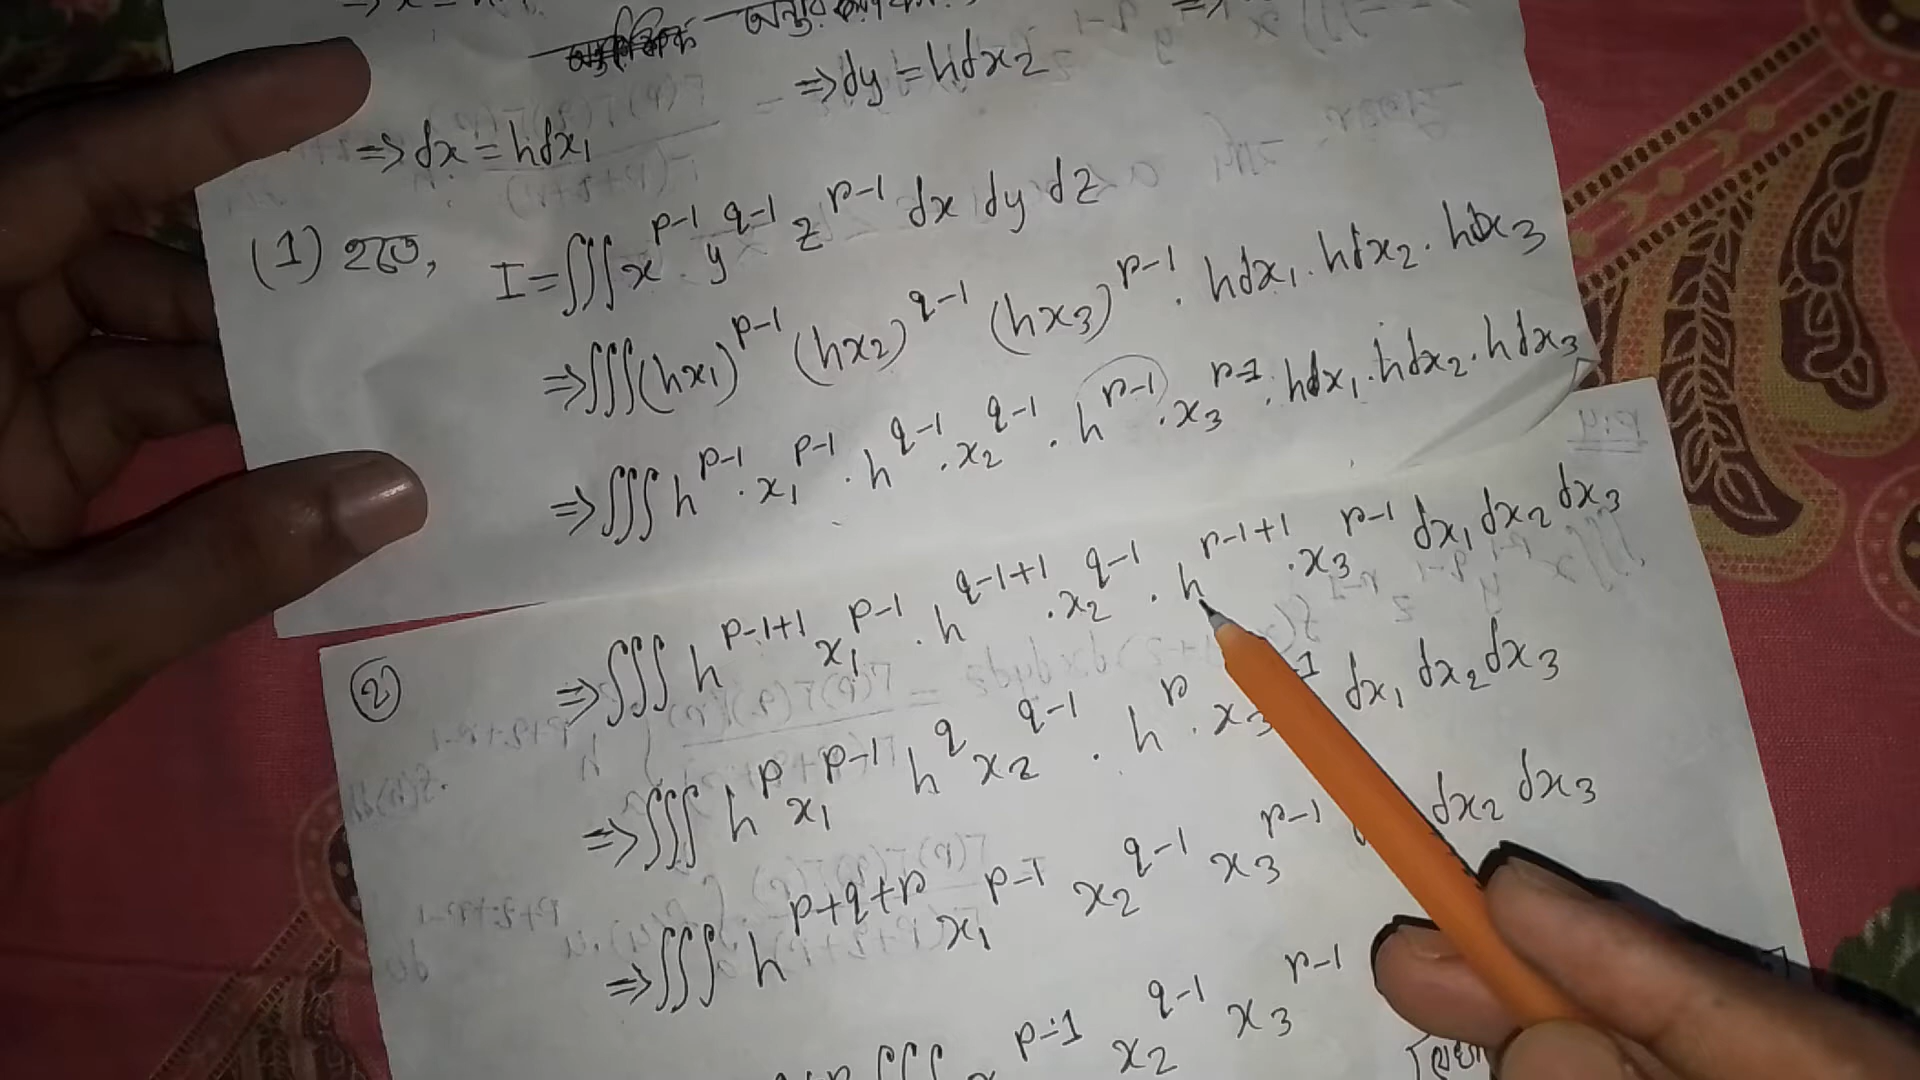 ⇒ dy = hdx₂
⇒ dx = hdx₁
(1) হতে, I = ∭ x^{p-1} y^{q-1} z^{r-1} dx dy dz
⇒ ∭ (hx₁)^{p-1} (hx₂)^{q-1} (hx₃)^{r-1} . hdx₁ . hdx₂ . hdx₃
⇒ ∭ h^{p-1} . x₁^{p-1} . h^{q-1} . x₂^{q-1} . h^{r-1} . x₃^{r-1} . hdx₁ . hdx₂ . hdx₃
② ⇒ ∭ h^{p-1+1} x₁^{p-1} . h^{q-1+1} . x₂^{q-1} . h^{r-1+1} . x₃^{r-1} dx₁ dx₂ dx₃
⇒ ∭ h^p x₁^{p-1} h^q x₂^{q-1} . h^r . x₃^{-1} dx₁ dx₂ dx₃
⇒ ∭ h^{p+q+r} x₁^{p-1} x₂^{q-1} x₃^{r-1} dx₂ dx₃
∭ x^{p-1} x₂^{q-1} x₃^{r-1}